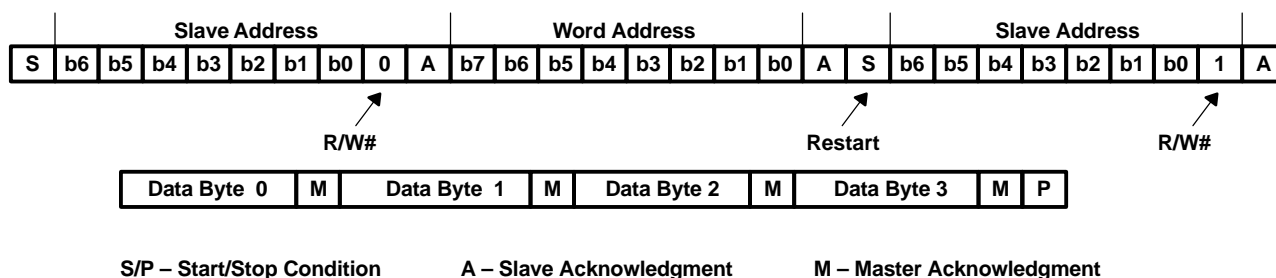 Slave Address Word Address Slave Address
S b6 b5 b4 b3 b2 b1 b0 0 A b7 b6 b5 b4 b3 b2 b1 b0 A S b6 b5 b4 b3 b2 b1 b0 1 A
R/W# Restart R/W#
Data Byte 0 M Data Byte 1 M Data Byte 2 M Data Byte 3 M P
S/P – Start/Stop Condition A – Slave Acknowledgment M – Master Acknowledgment